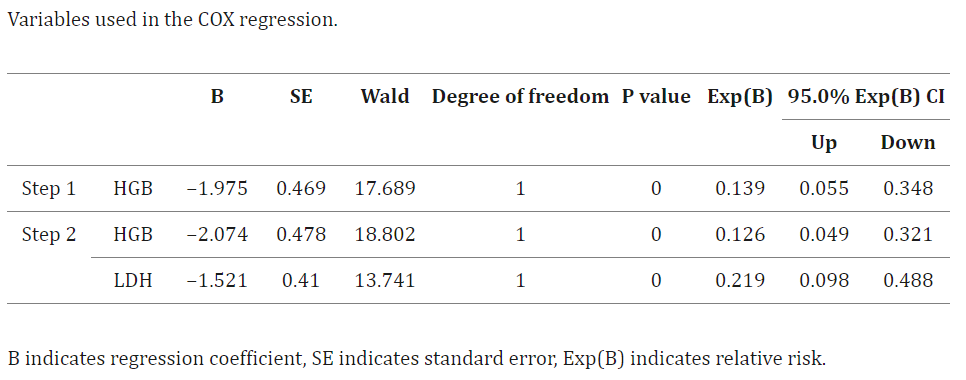 Variables used in the COX regression.
B SE Wald Degree of freedom P value Exp(B) 95.0% Exp(B) CI
Up Down
Step 1 HGB −1.975 0.469 17.689 1 0 0.139 0.055 0.348
Step 2 HGB −2.074 0.478 18.802 1 0 0.126 0.049 0.321
LDH −1.521 0.41 13.741 1 0 0.219 0.098 0.488
B indicates regression coefficient, SE indicates standard error, Exp(B) indicates relative risk.